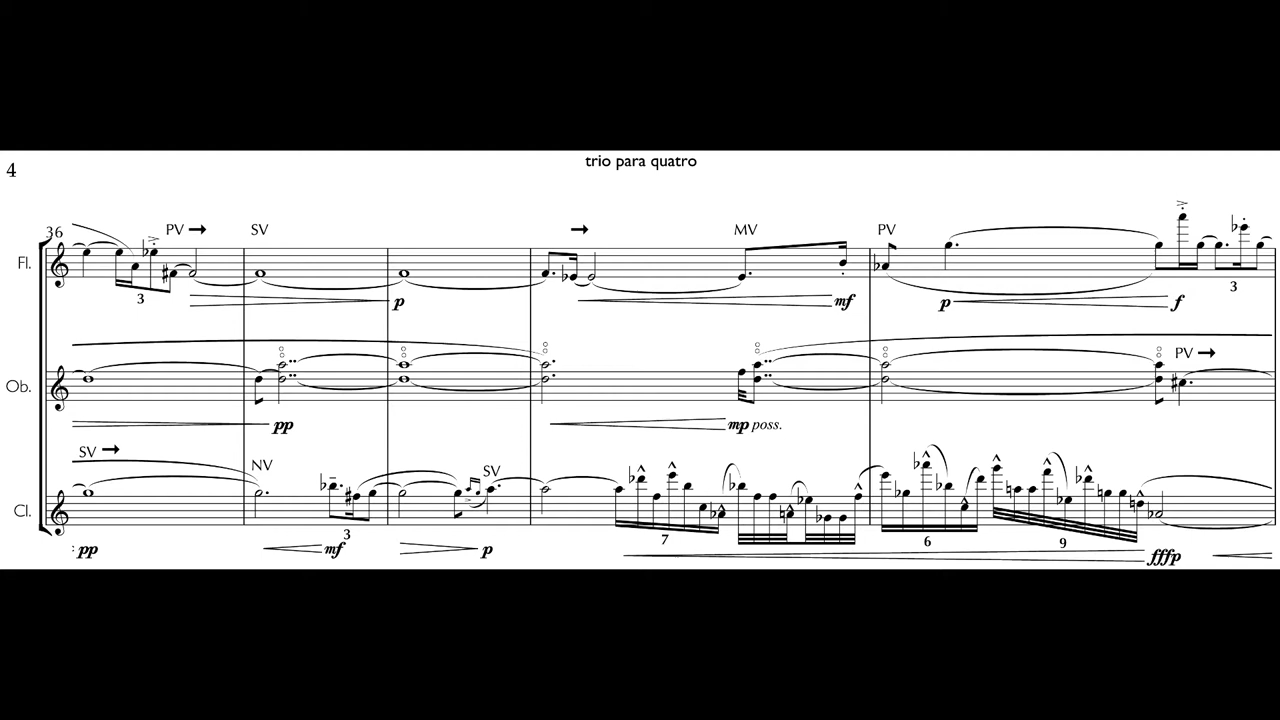 trio para quatro
4
36
PV SV MV PV
Fl.
3 3
p mf p f
PV
Ob.
pp mp poss.
SV NV SV
Cl.
3 7 6 9
pp mf p fffp